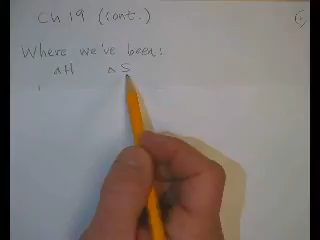 Ch 19 (cont.)
Where we've been:
ΔH ΔS